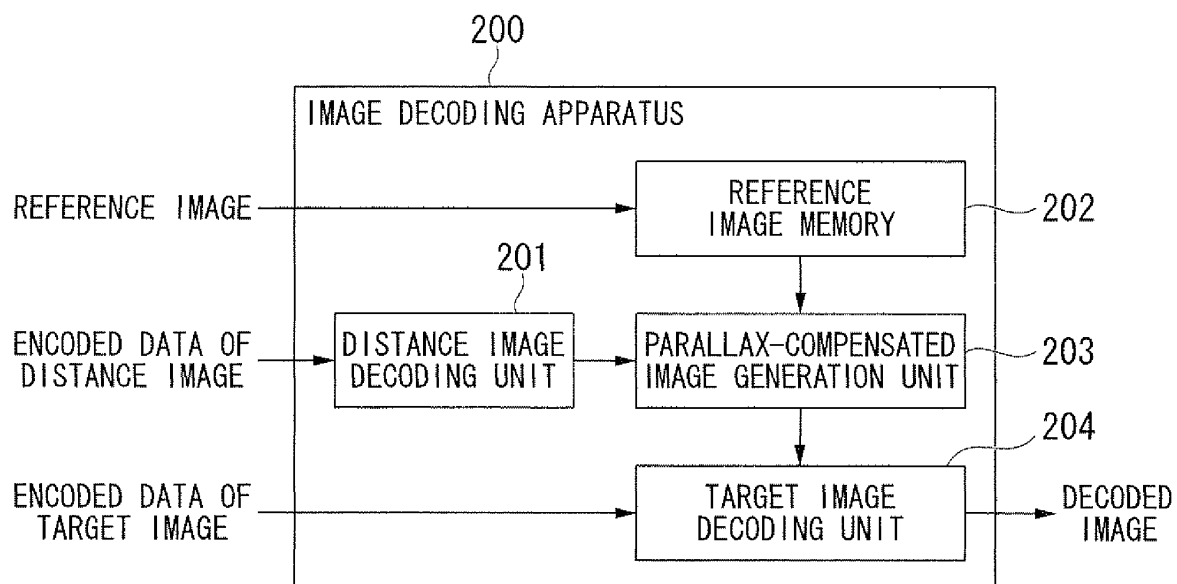 200
IMAGE DECODING APPARATUS
REFERENCE IMAGE
REFERENCE
IMAGE MEMORY
202
201
ENCODED DATA OF
DISTANCE IMAGE
DISTANCE IMAGE
DECODING UNIT
PARALLAX-COMPENSATED
IMAGE GENERATION UNIT
203
204
ENCODED DATA OF
TARGET IMAGE
TARGET IMAGE
DECODING UNIT
DECODED
IMAGE